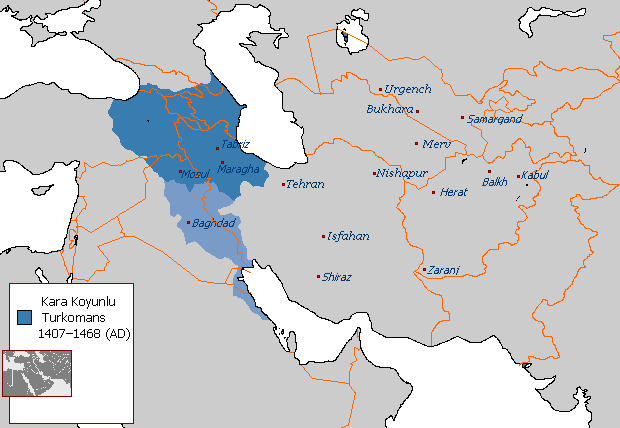 Urgench
Bukhara
Samarqand
Merv
Tabriz
Maragha
Mosul
Nishapur
Tehran
Herat
Balkh
Kabul
Baghdad
Isfahan
Zaranj
Shiraz
Kara Koyunlu
Turkomans
1407–1468 (AD)